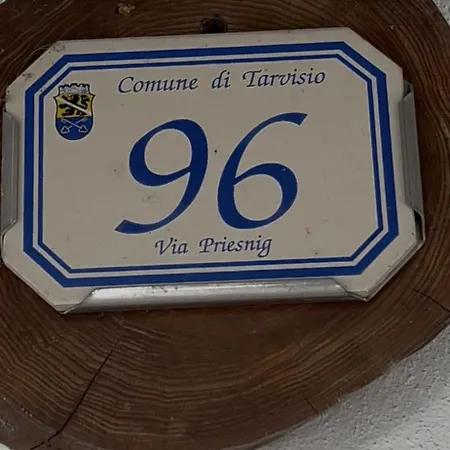 Comune di Tarvisio
96
Via Priesnig